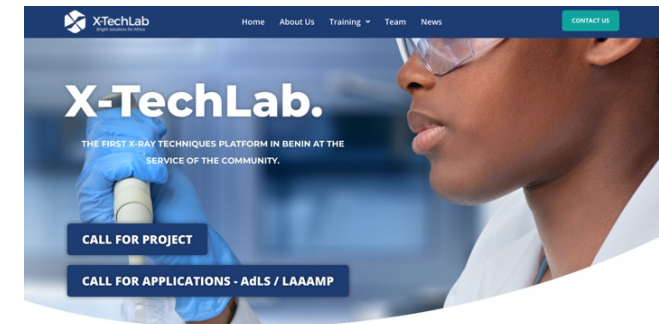 X-TechLab
Bright solutions for Africa
Home About Us Training Team News
CONTACT US
X-TechLab.
THE FIRST X-RAY TECHNIQUES PLATFORM IN BENIN AT THE
SERVICE OF THE COMMUNITY.
CALL FOR PROJECT
CALL FOR APPLICATIONS - AdLS / LAAAMP